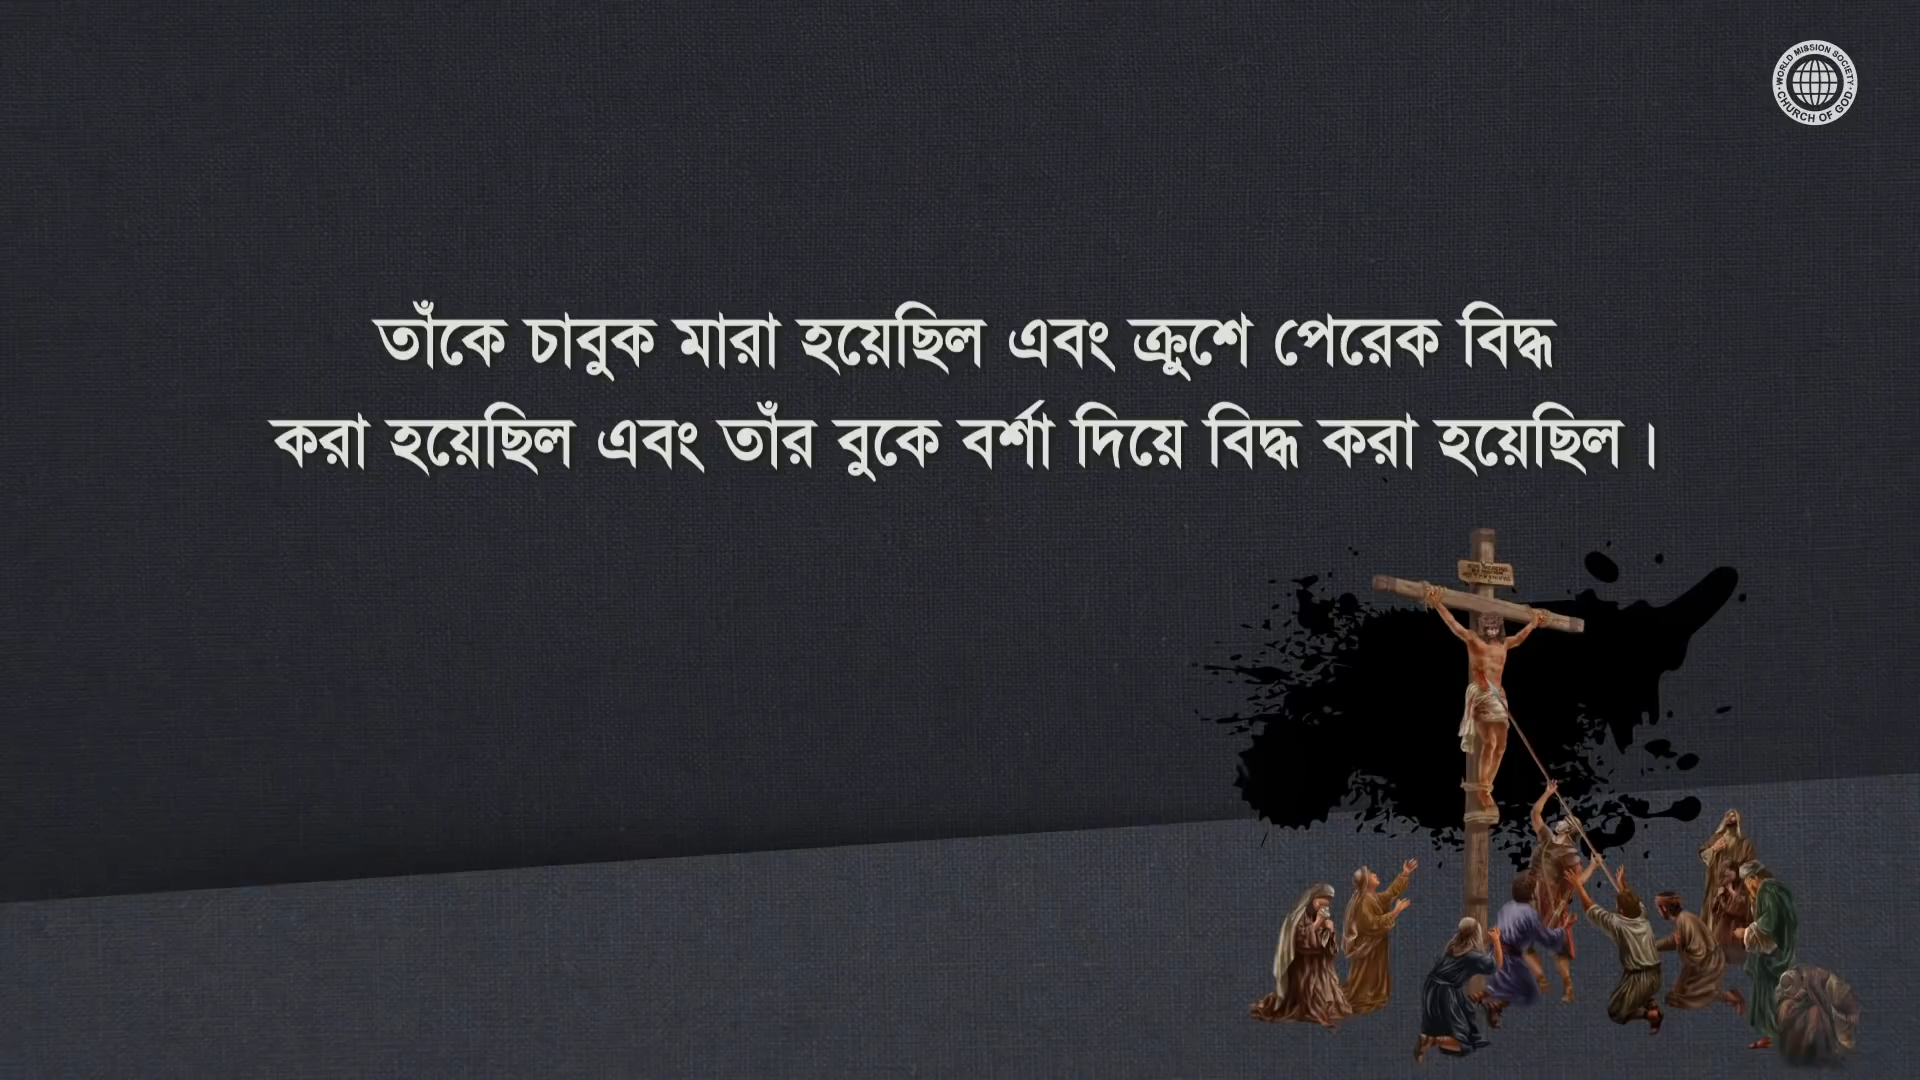 WORLD MISSION SOCIETY
CHURCH OF GOD
তাঁকে চাবুক মারা হয়েছিল এবং ক্রুশে পেরেক বিদ্ধ
করা হয়েছিল এবং তাঁর বুকে বর্শা দিয়ে বিদ্ধ করা হয়েছিল।